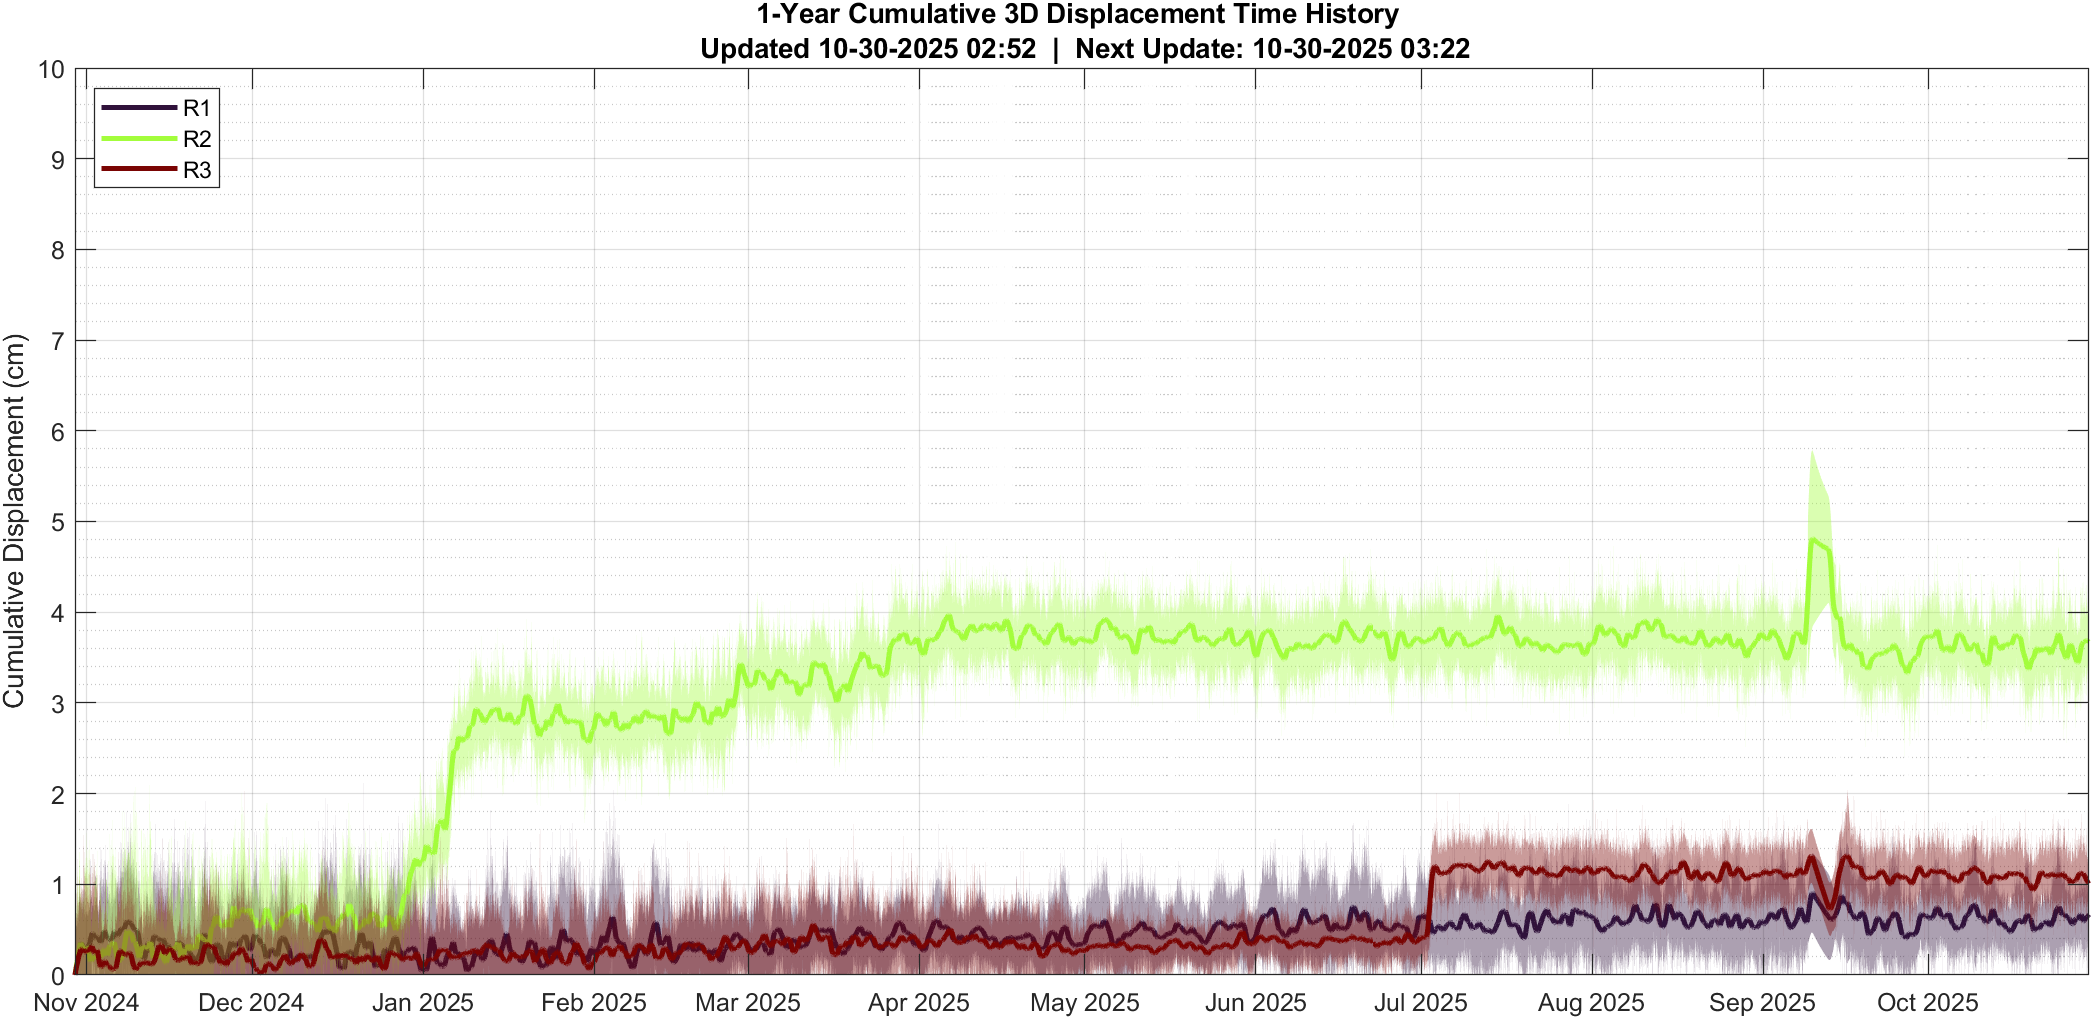 1-Year Cumulative 3D Displacement Time History
Updated 10-30-2025 02:52 | Next Update: 10-30-2025 03:22
R1
R2
R3
Cumulative Displacement (cm)
10
9
8
7
6
5
4
3
2
1
0
Nov 2024 Dec 2024 Jan 2025 Feb 2025 Mar 2025 Apr 2025 May 2025 Jun 2025 Jul 2025 Aug 2025 Sep 2025 Oct 2025